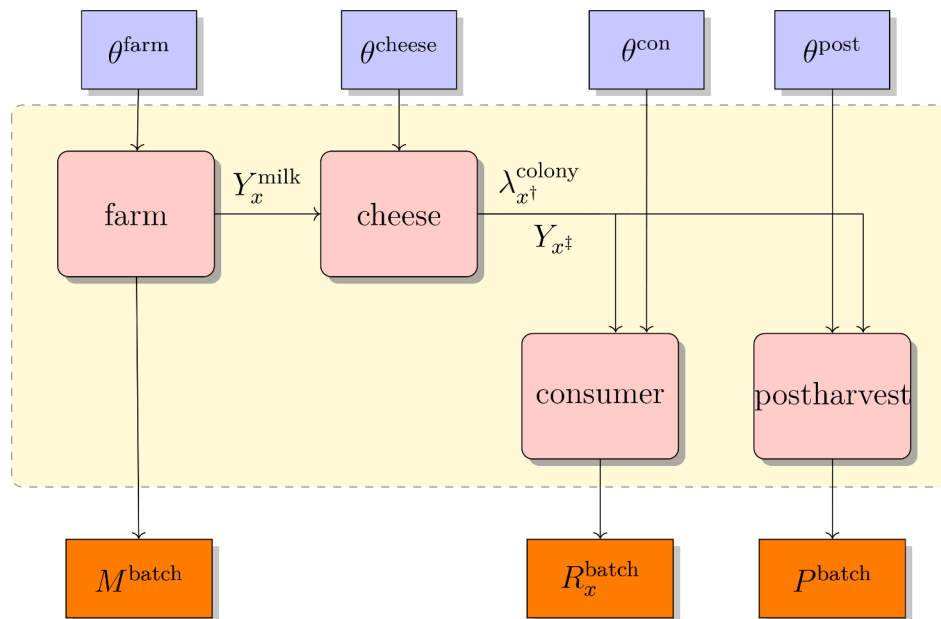 θ^farm
θ^cheese
θ^con
θ^post
farm
Y_x^milk
cheese
λ_{x†}^colony
Y_{x‡}
consumer
postharvest
M^batch
R_x^batch
P^batch